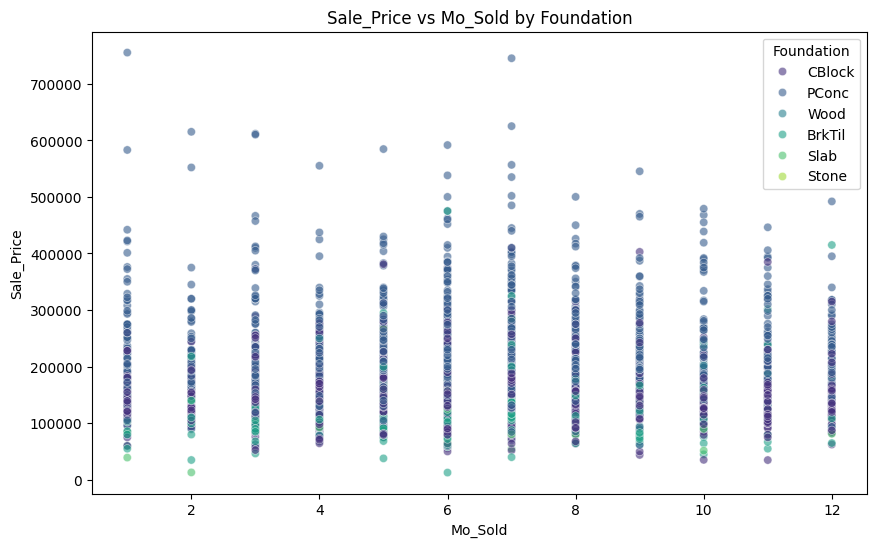 Sale_Price vs Mo_Sold by Foundation
Foundation
CBlock
PConc
Wood
BrkTil
Slab
Stone
Sale_Price
700000
600000
500000
400000
300000
200000
100000
0
2 4 6 8 10 12
Mo_Sold